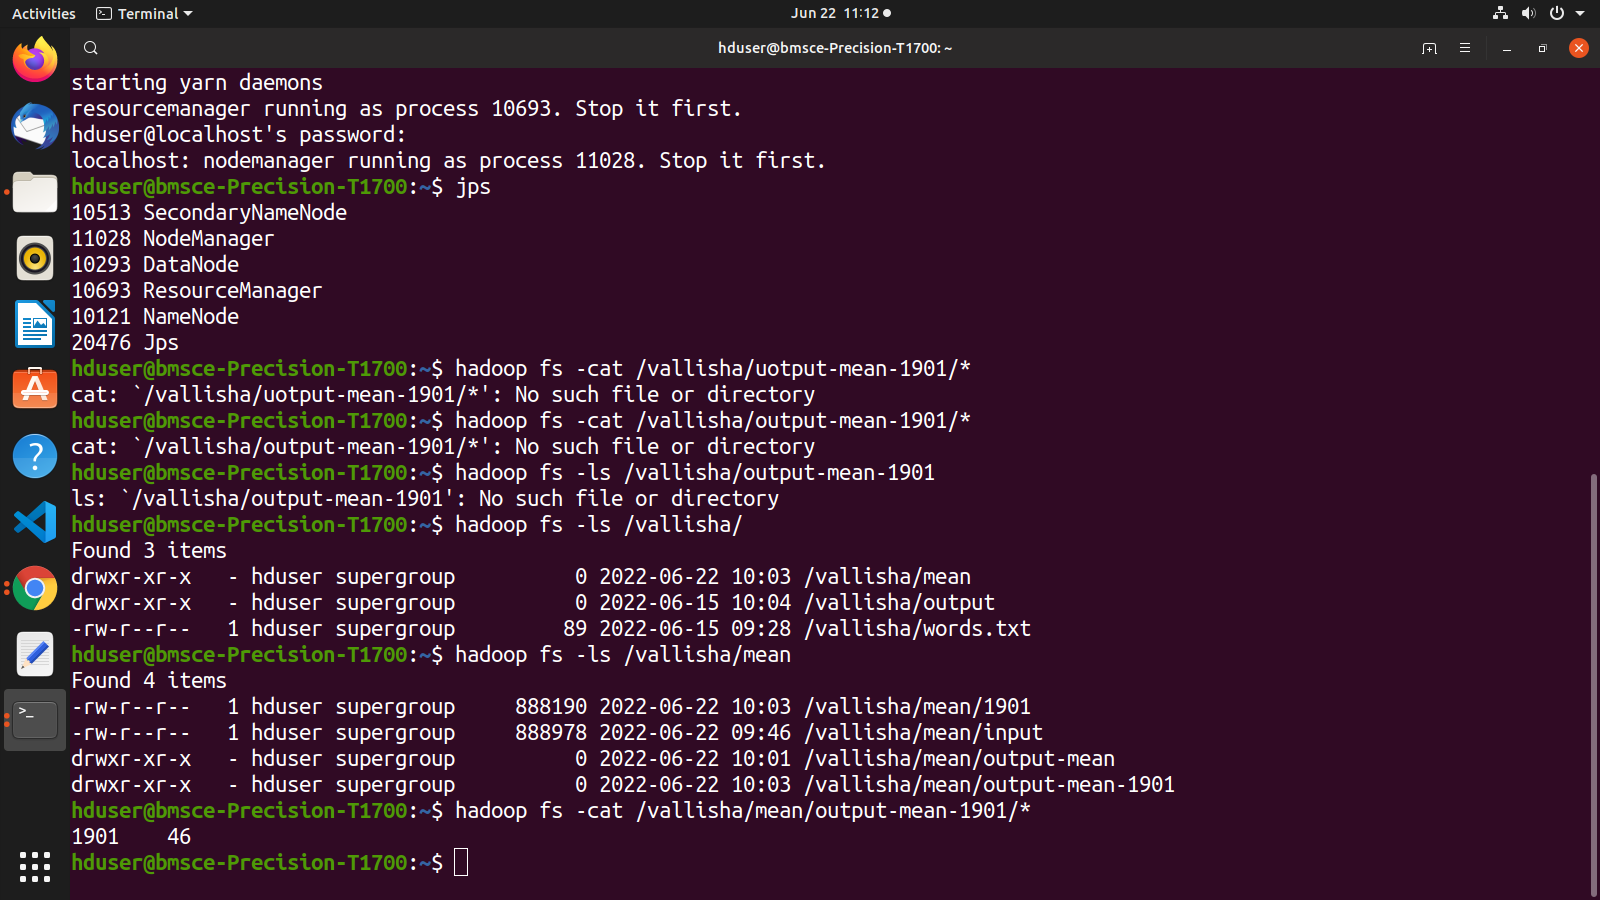 Activities Terminal Jun 22 11:12
hduser@bmsce-Precision-T1700: ~
starting yarn daemons
resourcemanager running as process 10693. Stop it first.
hduser@localhost's password:
localhost: nodemanager running as process 11028. Stop it first.
hduser@bmsce-Precision-T1700:~$ jps
10513 SecondaryNameNode
11028 NodeManager
10293 DataNode
10693 ResourceManager
10121 NameNode
20476 Jps
hduser@bmsce-Precision-T1700:~$ hadoop fs -cat /vallisha/uotput-mean-1901/*
cat: `/vallisha/uotput-mean-1901/*': No such file or directory
hduser@bmsce-Precision-T1700:~$ hadoop fs -cat /vallisha/output-mean-1901/*
cat: `/vallisha/output-mean-1901/*': No such file or directory
hduser@bmsce-Precision-T1700:~$ hadoop fs -ls /vallisha/output-mean-1901
ls: `/vallisha/output-mean-1901': No such file or directory
hduser@bmsce-Precision-T1700:~$ hadoop fs -ls /vallisha/
Found 3 items
drwxr-xr-x   - hduser supergroup          0 2022-06-22 10:03 /vallisha/mean
drwxr-xr-x   - hduser supergroup          0 2022-06-15 10:04 /vallisha/output
-rw-r--r--   1 hduser supergroup         89 2022-06-15 09:28 /vallisha/words.txt
hduser@bmsce-Precision-T1700:~$ hadoop fs -ls /vallisha/mean
Found 4 items
-rw-r--r--   1 hduser supergroup     888190 2022-06-22 10:03 /vallisha/mean/1901
-rw-r--r--   1 hduser supergroup     888978 2022-06-22 09:46 /vallisha/mean/input
drwxr-xr-x   - hduser supergroup          0 2022-06-22 10:01 /vallisha/mean/output-mean
drwxr-xr-x   - hduser supergroup          0 2022-06-22 10:03 /vallisha/mean/output-mean-1901
hduser@bmsce-Precision-T1700:~$ hadoop fs -cat /vallisha/mean/output-mean-1901/*
1901    46
hduser@bmsce-Precision-T1700:~$